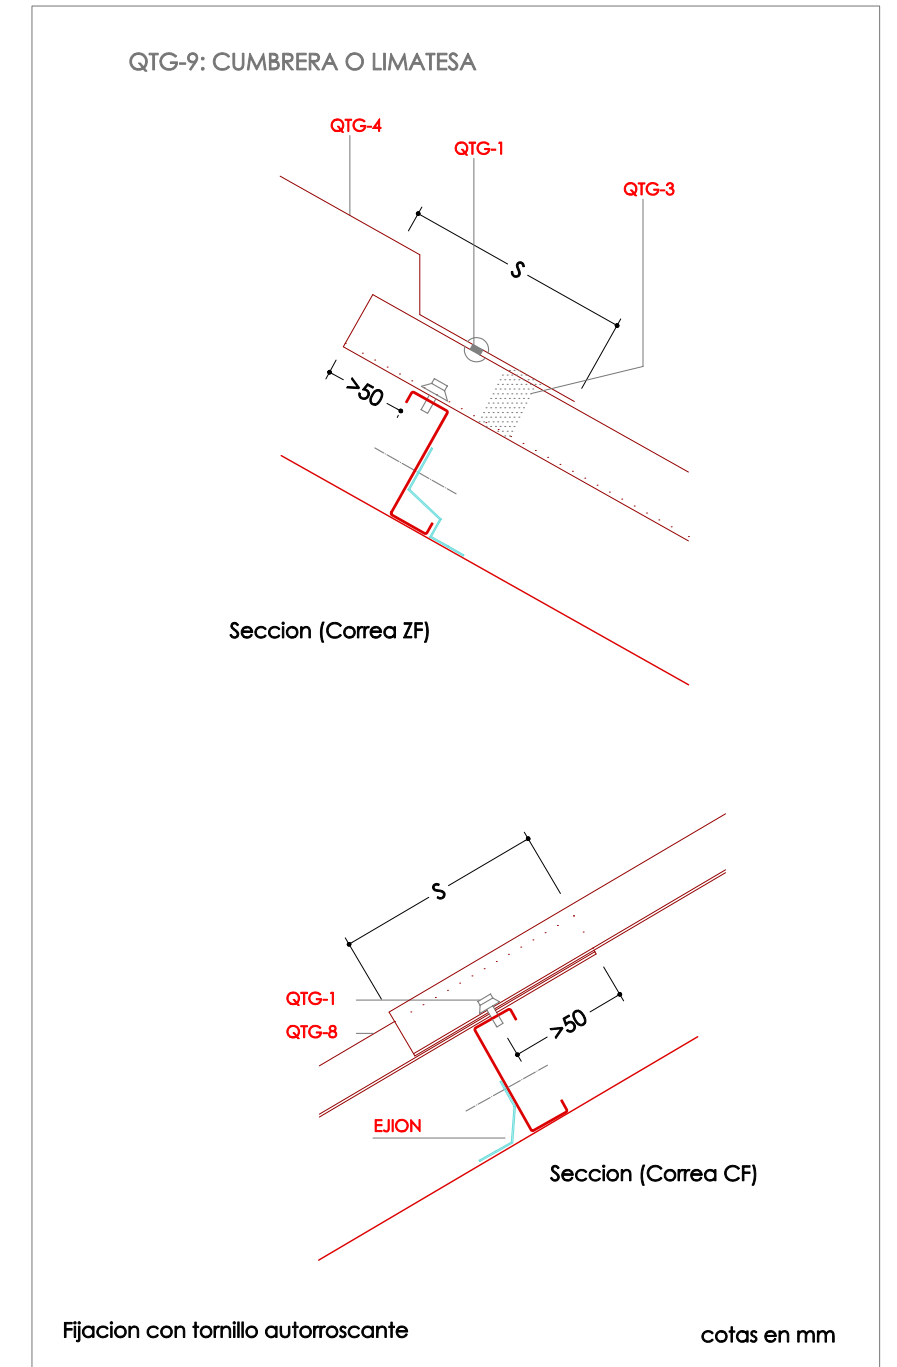 QTG-9: CUMBRERA O LIMATESA
QTG-4
QTG-1
QTG-3
S
>50
Seccion (Correa ZF)
S
QTG-1
QTG-8
>50
EJION
Seccion (Correa CF)
Fijacion con tornillo autorroscante
cotas en mm